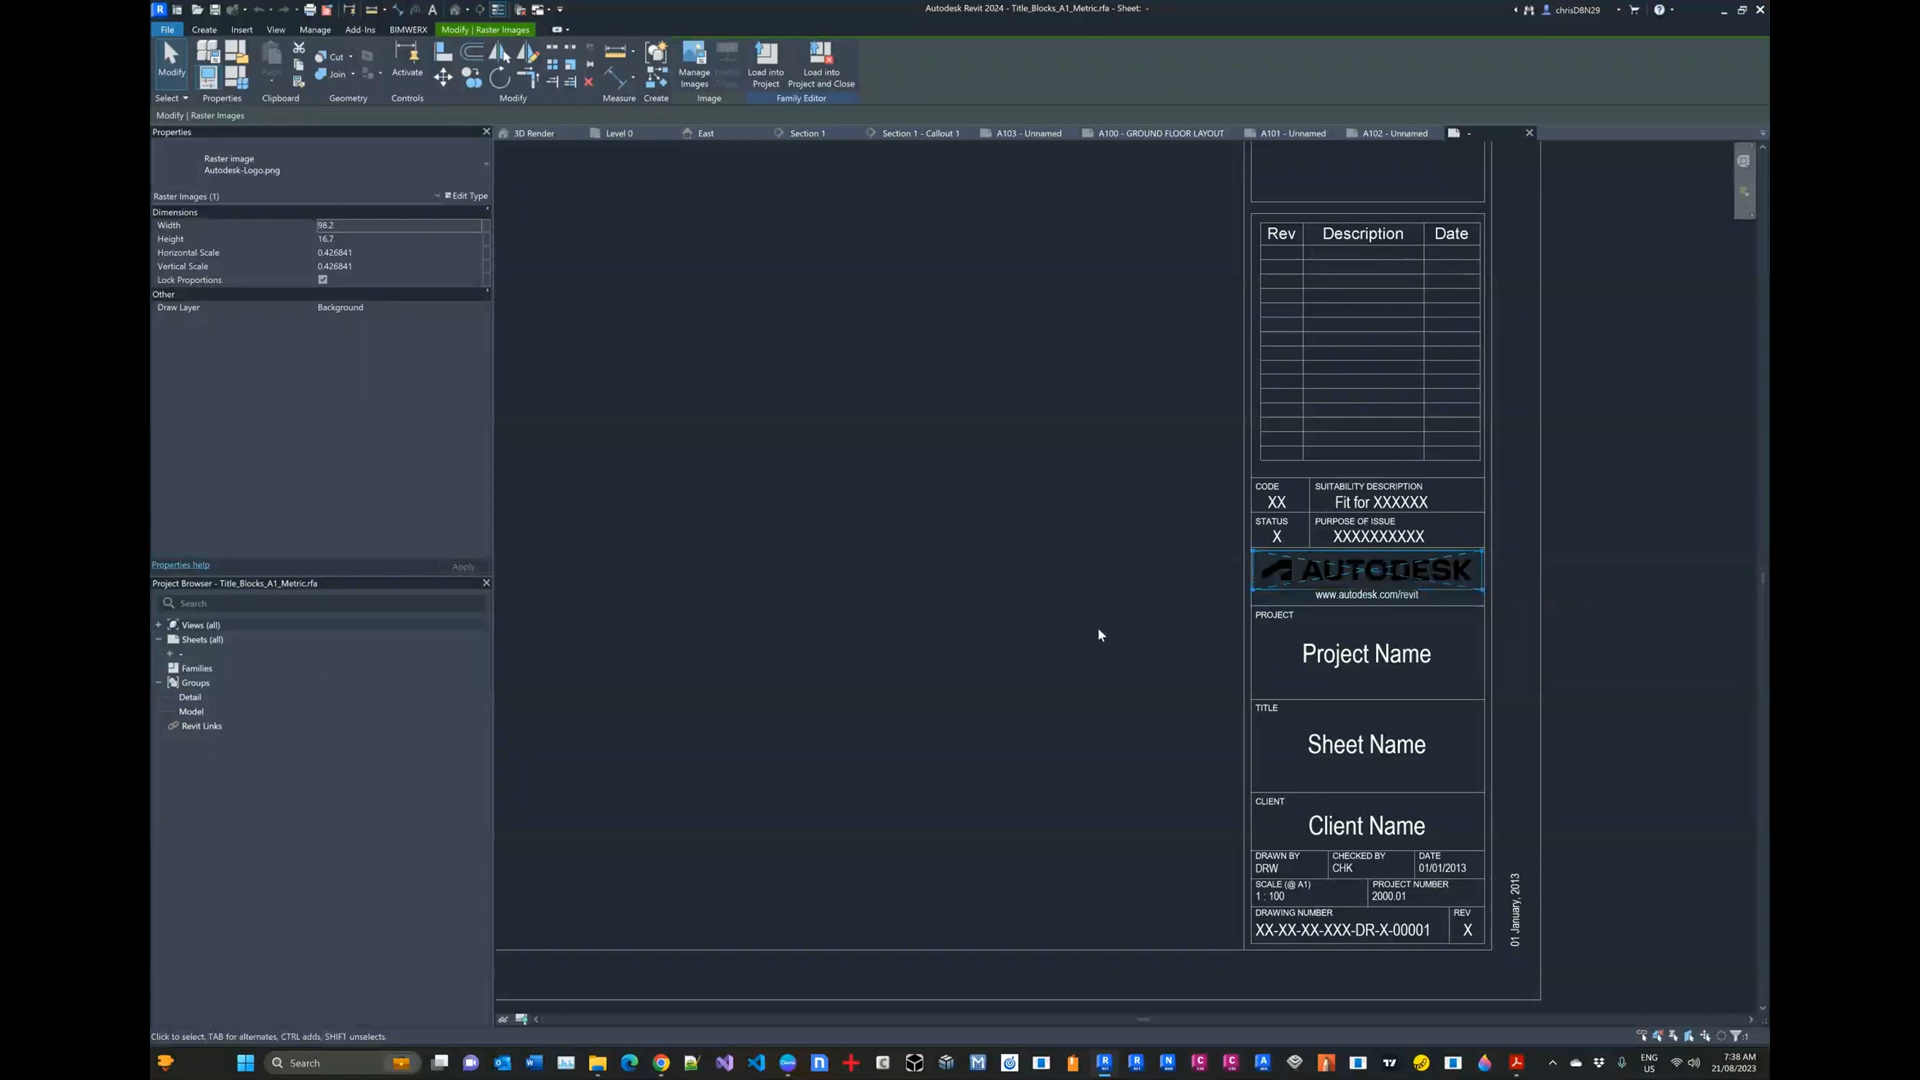 Autodesk Revit 2024 - Title_Blocks_A1_Metric.rfa - Sheet: -
chrisDBN29
File Create Insert View Manage Add-Ins BIMWERX Modify | Raster Images
Modify
Cut
Join
Activate
Manage Images
Load into Project
Load into Project and Close
Select Properties Clipboard Geometry Controls Modify Measure Create Image Family Editor
Modify | Raster Images
Properties
3D Render Level 0 East Section 1 Section 1 - Callout 1 A103 - Unnamed A100 - GROUND FLOOR LAYOUT A101 - Unnamed A102 - Unnamed -
Raster image
Autodesk-Logo.png
Raster Images (1) Edit Type
Dimensions
Width 98.2
Height 16.7
Horizontal Scale 0.426841
Vertical Scale 0.426841
Lock Proportions
Other
Draw Layer Background
Properties help Apply
Project Browser - Title_Blocks_A1_Metric.rfa
Search
Views (all)
Sheets (all)
-
Families
Groups
Detail
Model
Revit Links
Rev Description Date
CODE SUITABILITY DESCRIPTION
XX Fit for XXXXXX
STATUS PURPOSE OF ISSUE
X XXXXXXXXXX
AUTODESK
www.autodesk.com/revit
PROJECT
Project Name
TITLE
Sheet Name
CLIENT
Client Name
DRAWN BY CHECKED BY DATE
DRW CHK 01/01/2013
SCALE (@ A1) PROJECT NUMBER
1 : 100 2000.01
DRAWING NUMBER REV
XX-XX-XX-XXX-DR-X-00001 X
01 January, 2013
Click to select, TAB for alternates, CTRL adds, SHIFT unselects.
:1
Search
ENG
US
7:38 AM
21/08/2023